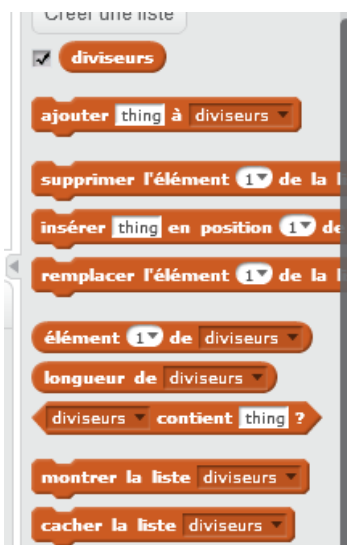 Créer une liste
diviseurs
ajouter thing à diviseurs
supprimer l'élément 1 de la l
insérer thing en position 1 de
remplacer l'élément 1 de la l
élément 1 de diviseurs
longueur de diviseurs
diviseurs contient thing ?
montrer la liste diviseurs
cacher la liste diviseurs